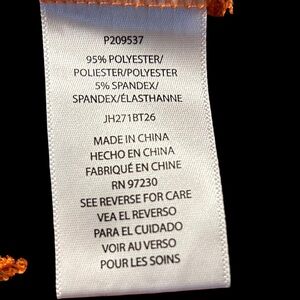 P209537
95% POLYESTER/
POLIESTER/POLYESTER
5% SPANDEX/
SPANDEX/ÉLASTHANNE
JH271BT26
MADE IN CHINA
HECHO EN CHINA
FABRIQUÉ EN CHINE
RN 97230
SEE REVERSE FOR CARE
VEA EL REVERSO
PARA EL CUIDADO
VOIR AU VERSO
POUR LES SOINS